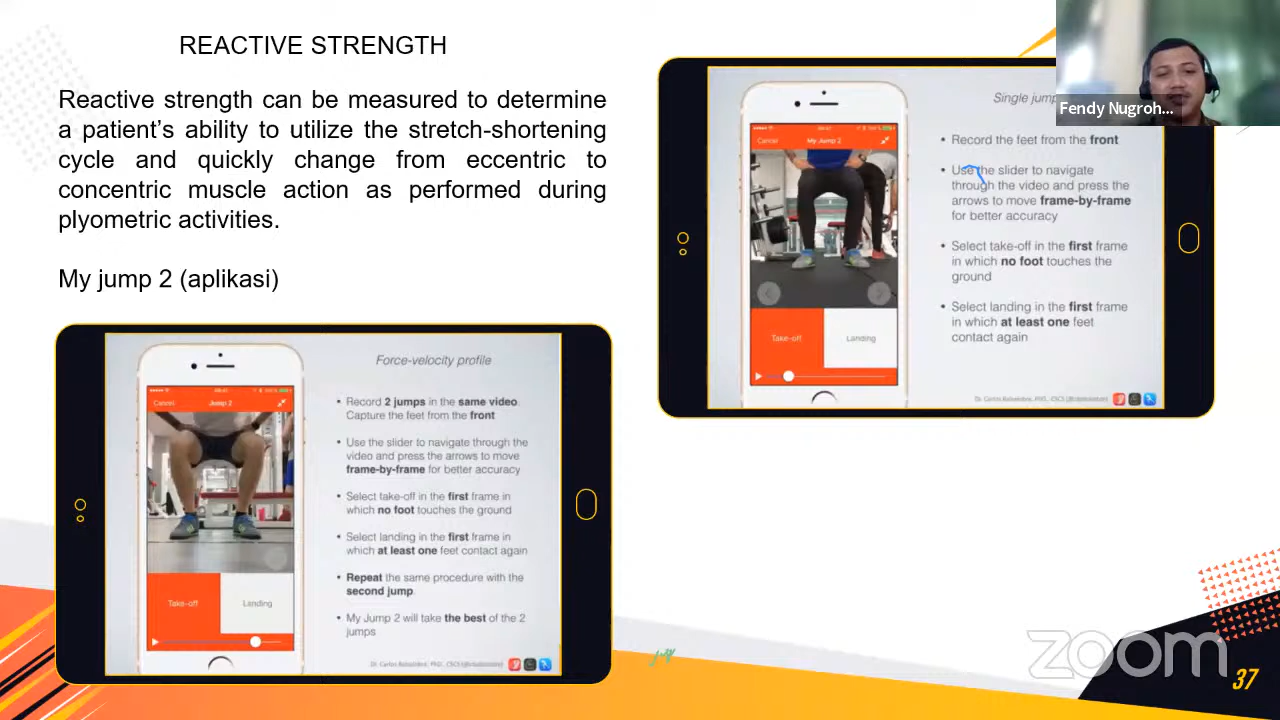 REACTIVE STRENGTH
Reactive strength can be measured to determine
a patient's ability to utilize the stretch-shortening
cycle and quickly change from eccentric to
concentric muscle action as performed during
plyometric activities.
My jump 2 (aplikasi)
Force-velocity profile
Cancel
Jump 2
• Record 2 jumps in the same video.
Capture the feet from the front
• Use the slider to navigate through the
video and press the arrows to move
frame-by-frame for better accuracy
• Select take-off in the first frame in
which no foot touches the ground
• Select landing in the first frame in
which at least one feet contact again
• Repeat the same procedure with the
second jump.
• My Jump 2 will take the best of the 2
jumps
Take-off
Landing
Single jump
Cancel
My Jump 2
• Record the feet from the front
• Use the slider to navigate
through the video and press the
arrows to move frame-by-frame
for better accuracy
• Select take-off in the first frame
in which no foot touches the
ground
• Select landing in the first frame
in which at least one feet
contact again
Take-off
Landing
Fendy Nugroh...
zoom
37